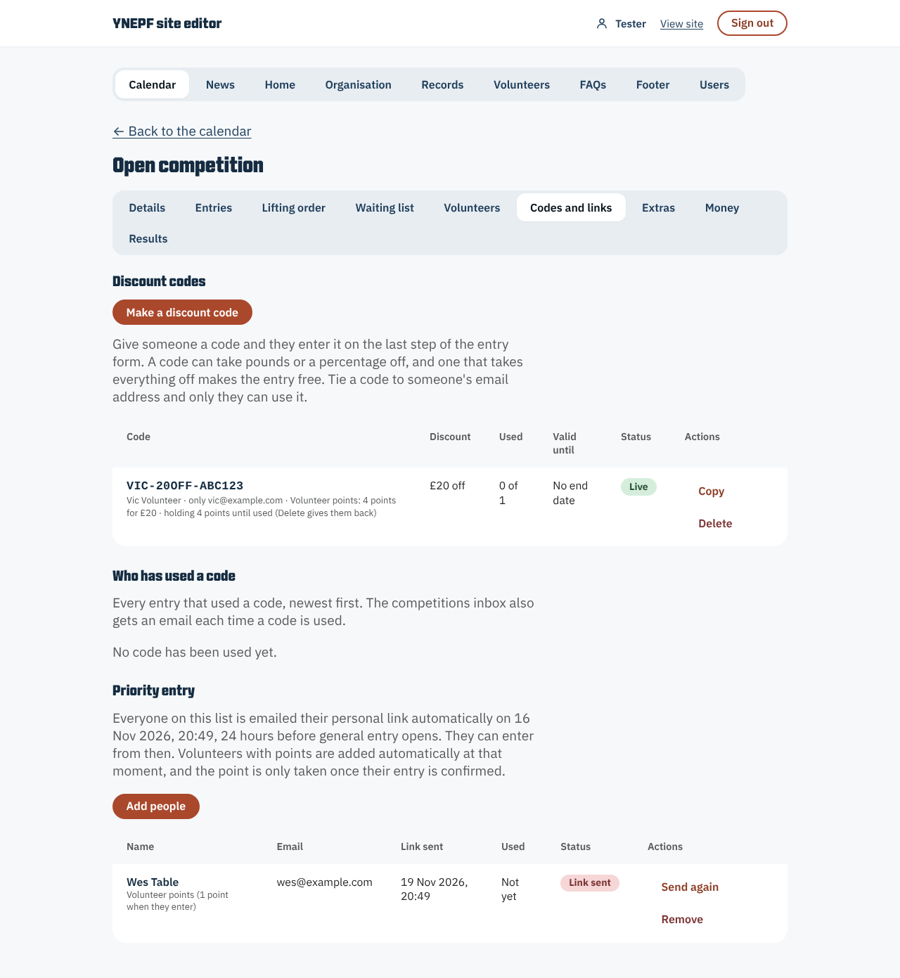 YNEPF site editor
Tester
View site
Sign out
Calendar
News
Home
Organisation
Records
Volunteers
FAQs
Footer
Users
← Back to the calendar
Open competition
Details
Entries
Lifting order
Waiting list
Volunteers
Codes and links
Extras
Money
Results
Discount codes
Make a discount code
Give someone a code and they enter it on the last step of the entry
form. A code can take pounds or a percentage off, and one that takes
everything off makes the entry free. Tie a code to someone's email
address and only they can use it.
Code
Discount
Used
Valid
until
Status
Actions
VIC-20OFF-ABC123
Vic Volunteer · only vic@example.com · Volunteer points: 4 points
for £20 · holding 4 points until used (Delete gives them back)
£20 off
0 of
1
No end
date
Live
Copy
Delete
Who has used a code
Every entry that used a code, newest first. The competitions inbox also
gets an email each time a code is used.
No code has been used yet.
Priority entry
Everyone on this list is emailed their personal link automatically on 16
Nov 2026, 20:49, 24 hours before general entry opens. They can enter
from then. Volunteers with points are added automatically at that
moment, and the point is only taken once their entry is confirmed.
Add people
Name
Email
Link sent
Used
Status
Actions
Wes Table
Volunteer points (1 point
when they enter)
wes@example.com
19 Nov 2026,
20:49
Not
yet
Link sent
Send again
Remove